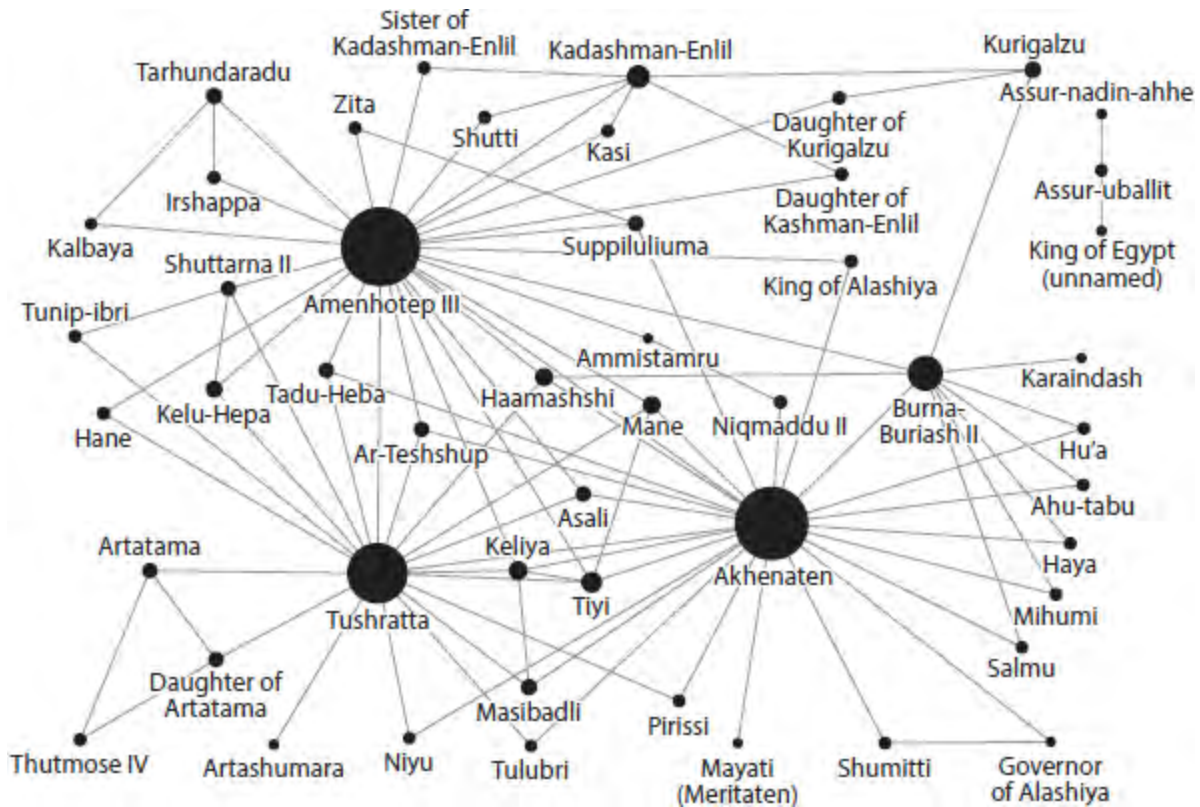 Sister of
Kadashman-Enlil
Kadashman-Enlil
Kurigalzu
Tarhundaradu
Assur-nadin-ahhe
Zita
Shutti
Kasi
Daughter of
Kurigalzu
Irshappa
Assur-uballit
Daughter of
Kashman-Enlil
Kalbaya
Suppiluliuma
Shuttarna II
King of Egypt
(unnamed)
King of Alashiya
Tunip-ibri
Amenhotep III
Ammistamru
Karaindash
Tadu-Heba
Haamashshi
Kelu-Hepa
Mane
Niqmaddu II
Burna-
Buriash II
Hane
Hu'a
Ar-Teshshup
Ahu-tabu
Asali
Artatama
Keliya
Haya
Akhenaten
Tiyi
Tushratta
Mihumi
Salmu
Daughter of
Artatama
Masibadli
Pirissi
Thutmose IV
Artashumara
Niyu
Tulubri
Mayati
(Meritaten)
Shumitti
Governor
of Alashiya